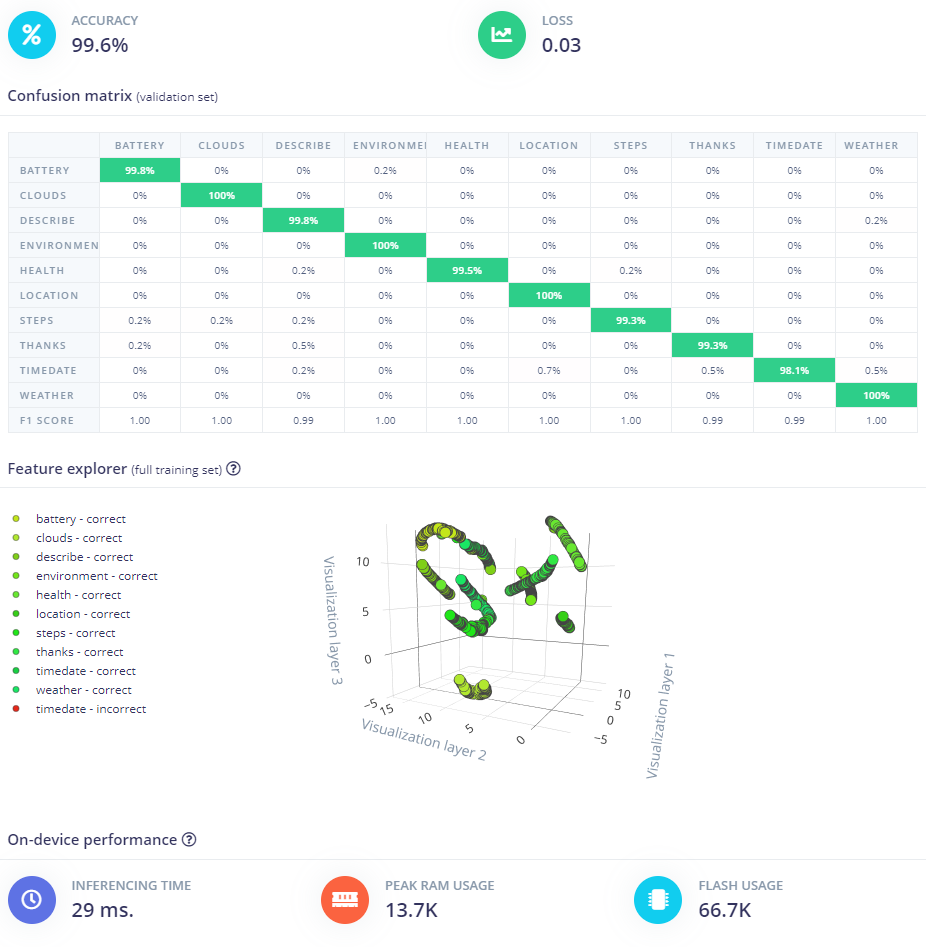 ACCURACY
99.6%
LOSS
0.03
Confusion matrix (validation set)
BATTERY CLOUDS DESCRIBE ENVIRONME HEALTH LOCATION STEPS THANKS TIMEDATE WEATHER
BATTERY 99.8% 0% 0% 0.2% 0% 0% 0% 0% 0% 0%
CLOUDS 0% 100% 0% 0% 0% 0% 0% 0% 0% 0%
DESCRIBE 0% 0% 99.8% 0% 0% 0% 0% 0% 0% 0.2%
ENVIRONMEN 0% 0% 0% 100% 0% 0% 0% 0% 0% 0%
HEALTH 0% 0% 0.2% 0% 99.5% 0% 0.2% 0% 0% 0%
LOCATION 0% 0% 0% 0% 0% 100% 0% 0% 0% 0%
STEPS 0.2% 0.2% 0.2% 0% 0% 0% 99.3% 0% 0% 0%
THANKS 0.2% 0% 0.5% 0% 0% 0% 0% 99.3% 0% 0%
TIMEDATE 0% 0% 0.2% 0% 0% 0.7% 0% 0.5% 98.1% 0.5%
WEATHER 0% 0% 0% 0% 0% 0% 0% 0% 0% 100%
F1 SCORE 1.00 1.00 0.99 1.00 1.00 1.00 1.00 0.99 0.99 1.00
Feature explorer (full training set) ?
battery - correct
clouds - correct
describe - correct
environment - correct
health - correct
location - correct
steps - correct
thanks - correct
timedate - correct
weather - correct
timedate - incorrect
Visualization layer 3
10
5
0
−5
15
10
5
0
Visualization layer 2
10
5
0
−5
Visualization layer 1
On-device performance ?
INFERENCING TIME
29 ms.
PEAK RAM USAGE
13.7K
FLASH USAGE
66.7K